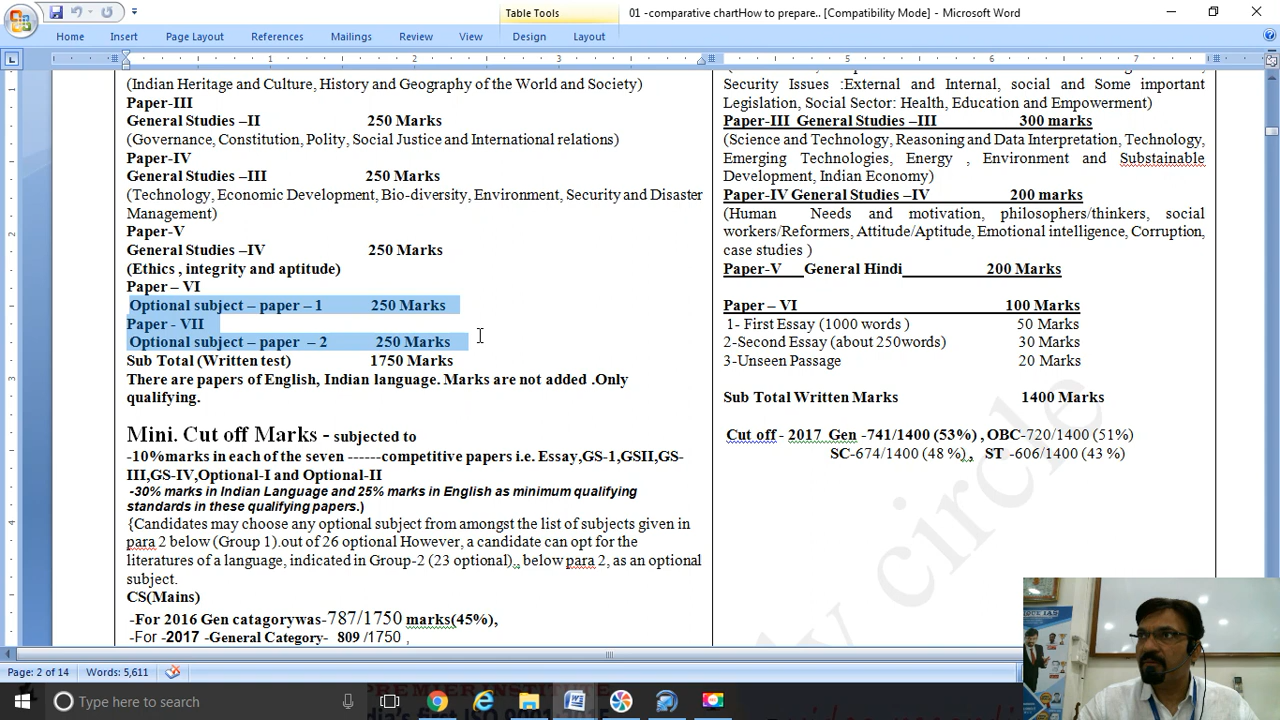 Table Tools
01 -comparative chartHow to prepare.. [Compatibility Mode] - Microsoft Word
Home Insert Page Layout References Mailings Review View Design Layout
1 2 3 5 6 7
(Indian Heritage and Culture, History and Geography of the World and Society)
Paper-III
General Studies –II 250 Marks
(Governance, Constitution, Polity, Social Justice and International relations)
Paper-IV
General Studies –III 250 Marks
(Technology, Economic Development, Bio-diversity, Environment, Security and Disaster
Management)
Paper-V
General Studies –IV 250 Marks
(Ethics , integrity and aptitude)
Paper – VI
Optional subject – paper – 1 250 Marks
Paper - VII
Optional subject – paper – 2 250 Marks
Sub Total (Written test) 1750 Marks
There are papers of English, Indian language. Marks are not added .Only
qualifying.
Mini. Cut off Marks - subjected to
-10%marks in each of the seven ------competitive papers i.e. Essay,GS-1,GSII,GS-
III,GS-IV,Optional-I and Optional-II
-30% marks in Indian Language and 25% marks in English as minimum qualifying
standards in these qualifying papers.)
{Candidates may choose any optional subject from amongst the list of subjects given in
para 2 below (Group 1).out of 26 optional However, a candidate can opt for the
literatures of a language, indicated in Group-2 (23 optional),, below para 2, as an optional
subject.
CS(Mains)
-For 2016 Gen catagorywas-787/1750 marks(45%),
-For -2017 -General Category- 809 /1750 ,
Security Issues :External and Internal, social and Some important
Legislation, Social Sector: Health, Education and Empowerment)
Paper-III General Studies –III 300 marks
(Science and Technology, Reasoning and Data Interpretation, Technology,
Emerging Technologies, Energy , Environment and Substainable
Development, Indian Economy)
Paper-IV General Studies –IV 200 marks
(Human Needs and motivation, philosophers/thinkers, social
workers/Reformers, Attitude/Aptitude, Emotional intelligence, Corruption,
case studies )
Paper-V General Hindi 200 Marks
Paper – VI 100 Marks
1- First Essay (1000 words ) 50 Marks
2-Second Essay (about 250words) 30 Marks
3-Unseen Passage 20 Marks
Sub Total Written Marks 1400 Marks
Cut off - 2017 Gen -741/1400 (53%) , OBC-720/1400 (51%)
SC-674/1400 (48 %)., ST -606/1400 (43 %)
Page: 2 of 14 Words: 5,611
Type here to search